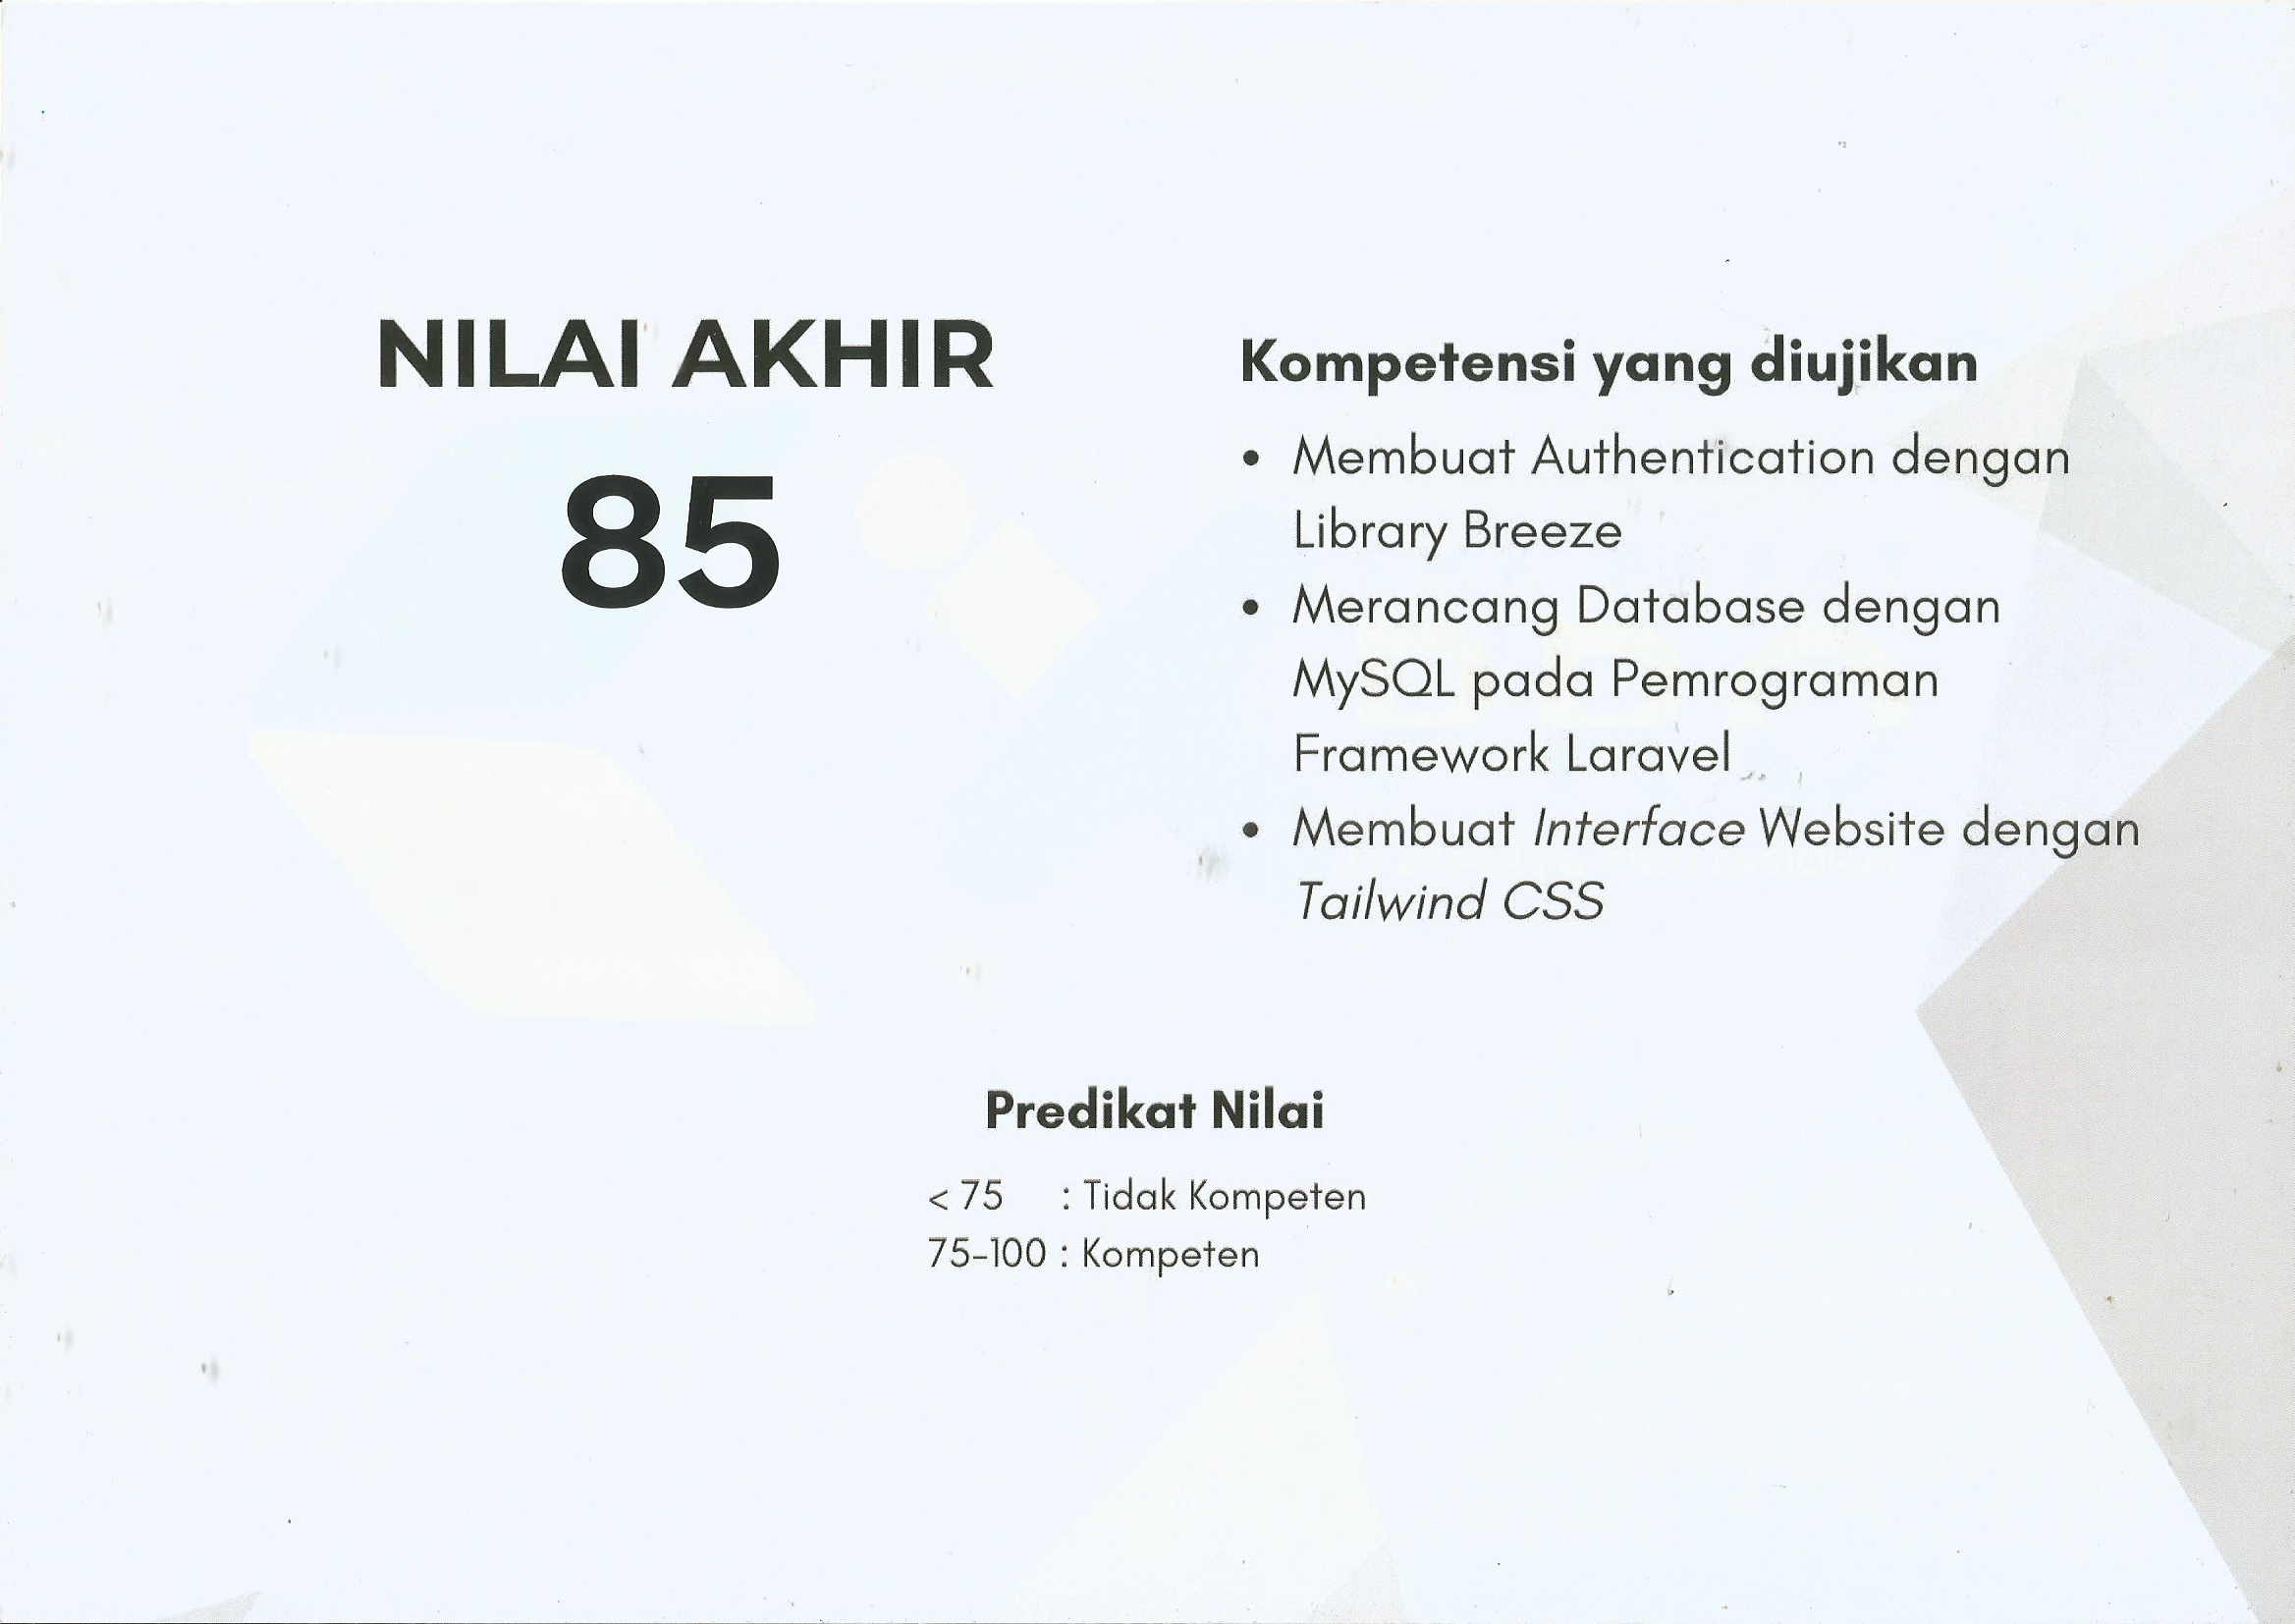 NILAI AKHIR
85
Kompetensi yang diujikan
• Membuat Authentication dengan
Library Breeze
• Merancang Database dengan
MySQL pada Pemrograman
Framework Laravel
• Membuat Interface Website dengan
Tailwind CSS
Predikat Nilai
< 75 : Tidak Kompeten
75-100 : Kompeten